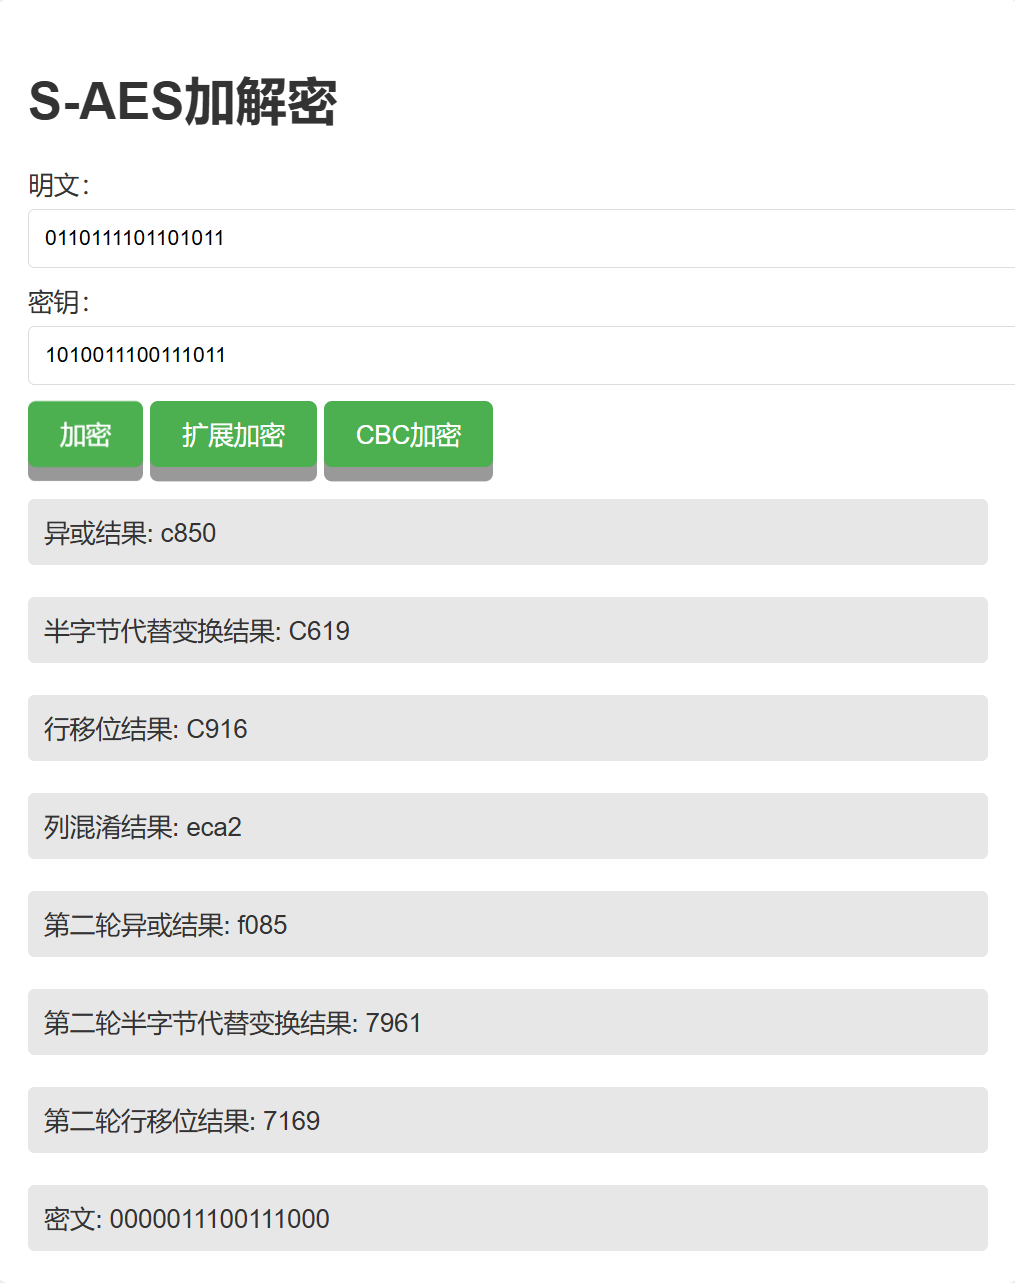 S-AES加解密
明文：
0110111101101011
密钥：
1010011100111011
加密 扩展加密 CBC加密
异或结果: c850
半字节代替变换结果: C619
行移位结果: C916
列混淆结果: eca2
第二轮异或结果: f085
第二轮半字节代替变换结果: 7961
第二轮行移位结果: 7169
密文: 0000011100111000